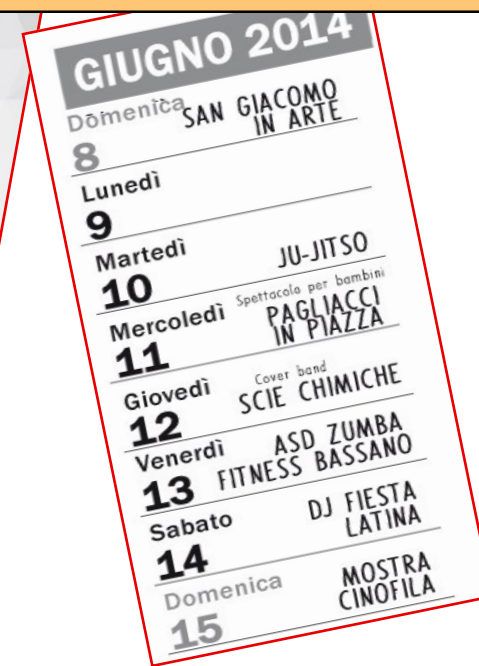 GIUGNO 2014
Domenica
SAN GIACOMO
IN ARTE
8
Lunedì
9
Martedì
10
JU-JITSO
Mercoledì
11
Spettacolo per bambini
PAGLIACCI
IN PIAZZA
Giovedì
12
Cover band
SCIE CHIMICHE
Venerdì
13
ASD ZUMBA
FITNESS BASSANO
Sabato
14
DJ FIESTA
LATINA
Domenica
15
MOSTRA
CINOFILA